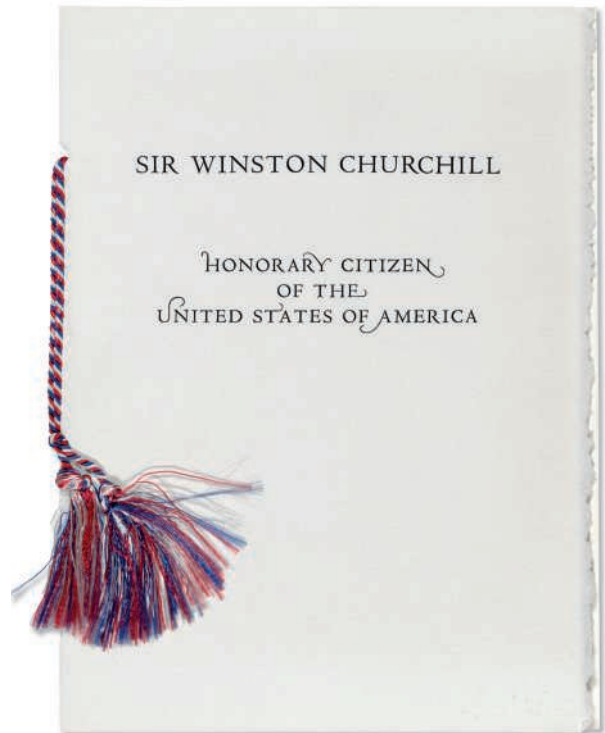 SIR WINSTON CHURCHILL
HONORARY CITIZEN
OF THE
UNITED STATES OF AMERICA